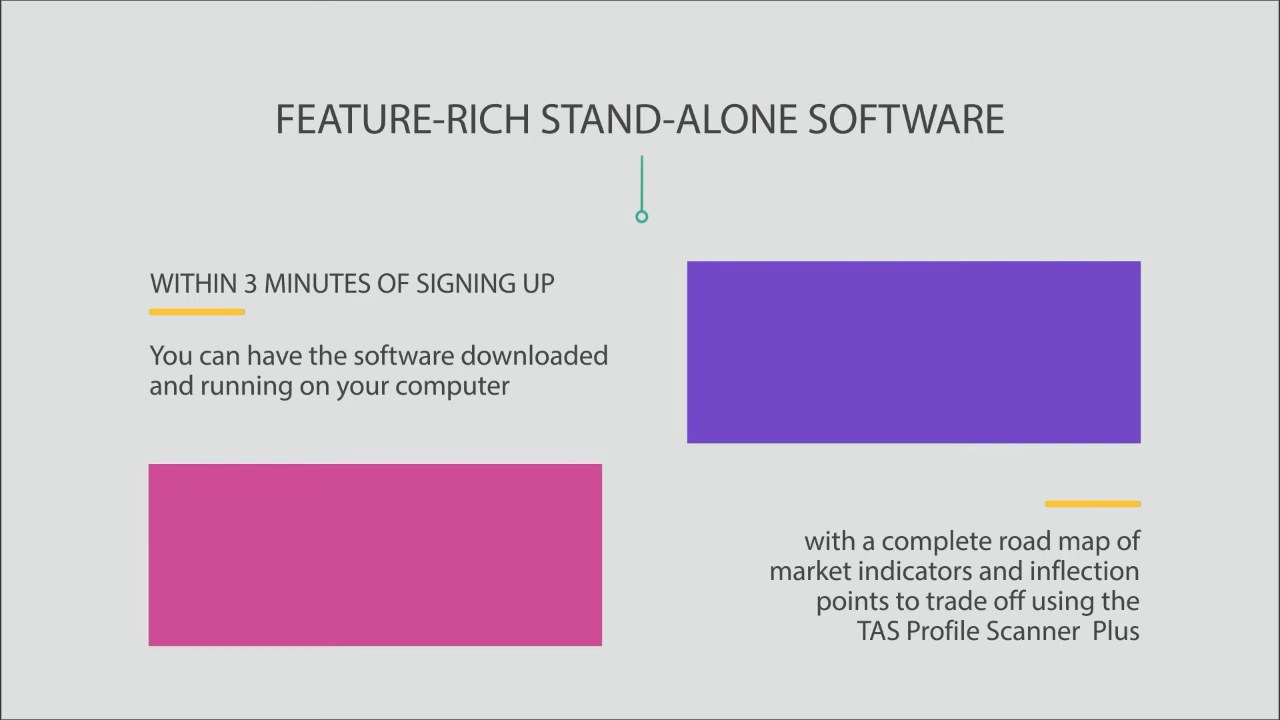 FEATURE-RICH STAND-ALONE SOFTWARE
WITHIN 3 MINUTES OF SIGNING UP
You can have the software downloaded
and running on your computer
with a complete road map of
market indicators and inflection
points to trade off using the
TAS Profile Scanner  Plus